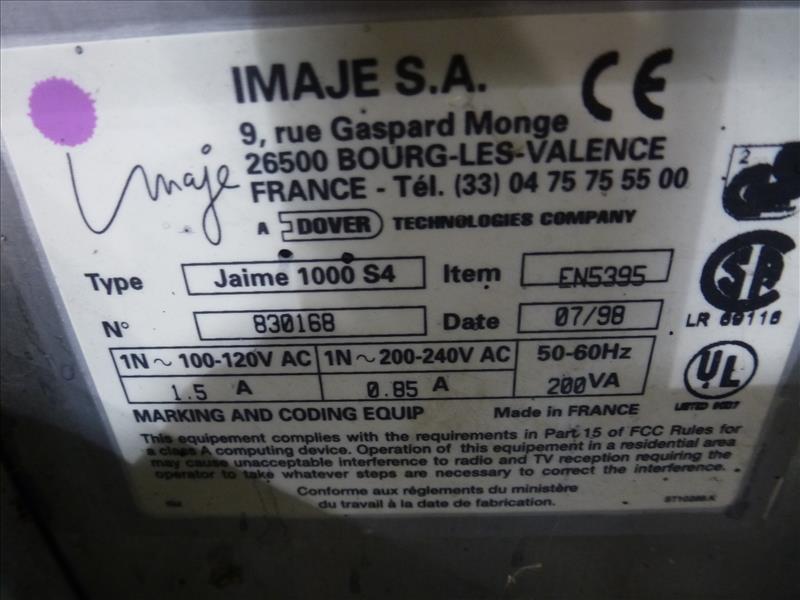 IMAJE S.A. CE
9, rue Gaspard Monge
26500 BOURG-LES-VALENCE
FRANCE - Tél. (33) 04 75 75 55 00
Imaje
A DOVER TECHNOLOGIES COMPANY
2
Type Jaime 1000 S4 Item EN5395
N° 830168 Date 07/98
LR 69116
1N ~ 100-120V AC 1N ~ 200-240V AC 50-60Hz
1.5 A 0.85 A 200VA
UL
LISTED
MARKING AND CODING EQUIP Made in FRANCE
This equipement complies with the requirements in Part 15 of FCC Rules for
a class A computing device. Operation of this equipement in a residential area
may cause unacceptable interference to radio and TV reception requiring the
operator to take whatever steps are necessary to correct the interference.
Conforme aux réglements du ministère
du travail à la date de fabrication.